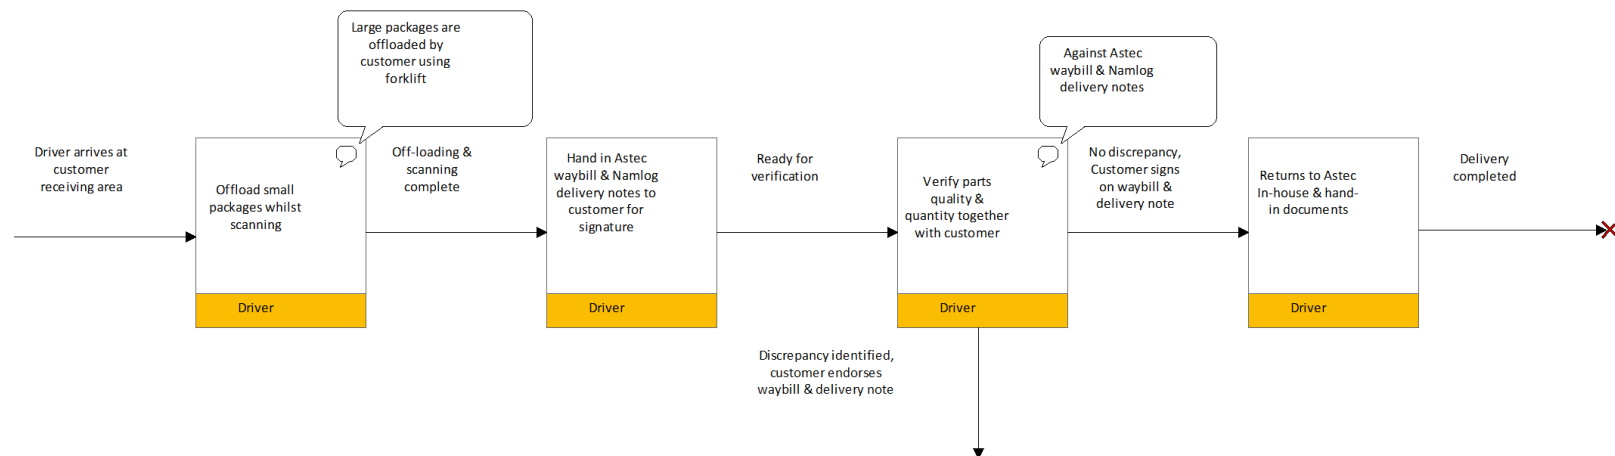 Large packages are
offloaded by
customer using
forklift
Against Astec
waybill & Namlog
delivery notes
Driver arrives at
customer
receiving area
Offload small
packages whilst
scanning
Driver
Off-loading &
scanning
complete
Hand in Astec
waybill & Namlog
delivery notes to
customer for
signature
Driver
Ready for
verification
Verify parts
quality &
quantity together
with customer
Driver
No discrepancy,
Customer signs
on waybill &
delivery note
Returns to Astec
In-house & hand-
in documents
Driver
Delivery
completed
Discrepancy identified,
customer endorses
waybill & delivery note